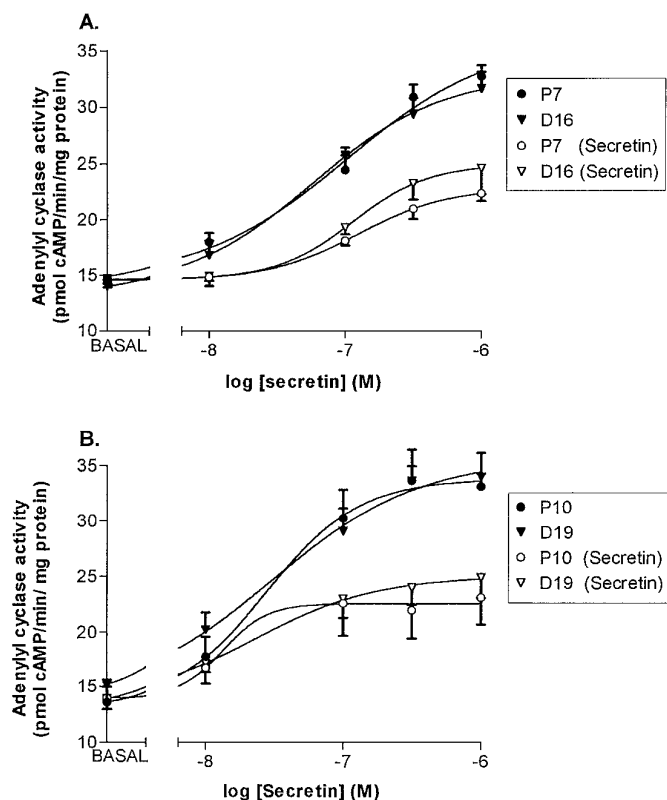 A.
35
30
25
20
15
10
Adenylyl cyclase activity
(pmol cAMP/min/mg protein)
BASAL
-8
-7
-6
log [secretin] (M)
P7
D16
P7 (Secretin)
D16 (Secretin)
B.
35
30
25
20
15
10
Adenylyl cyclase activity
(pmol cAMP/min/ mg protein)
BASAL
-8
-7
-6
log [Secretin] (M)
P10
D19
P10 (Secretin)
D19 (Secretin)